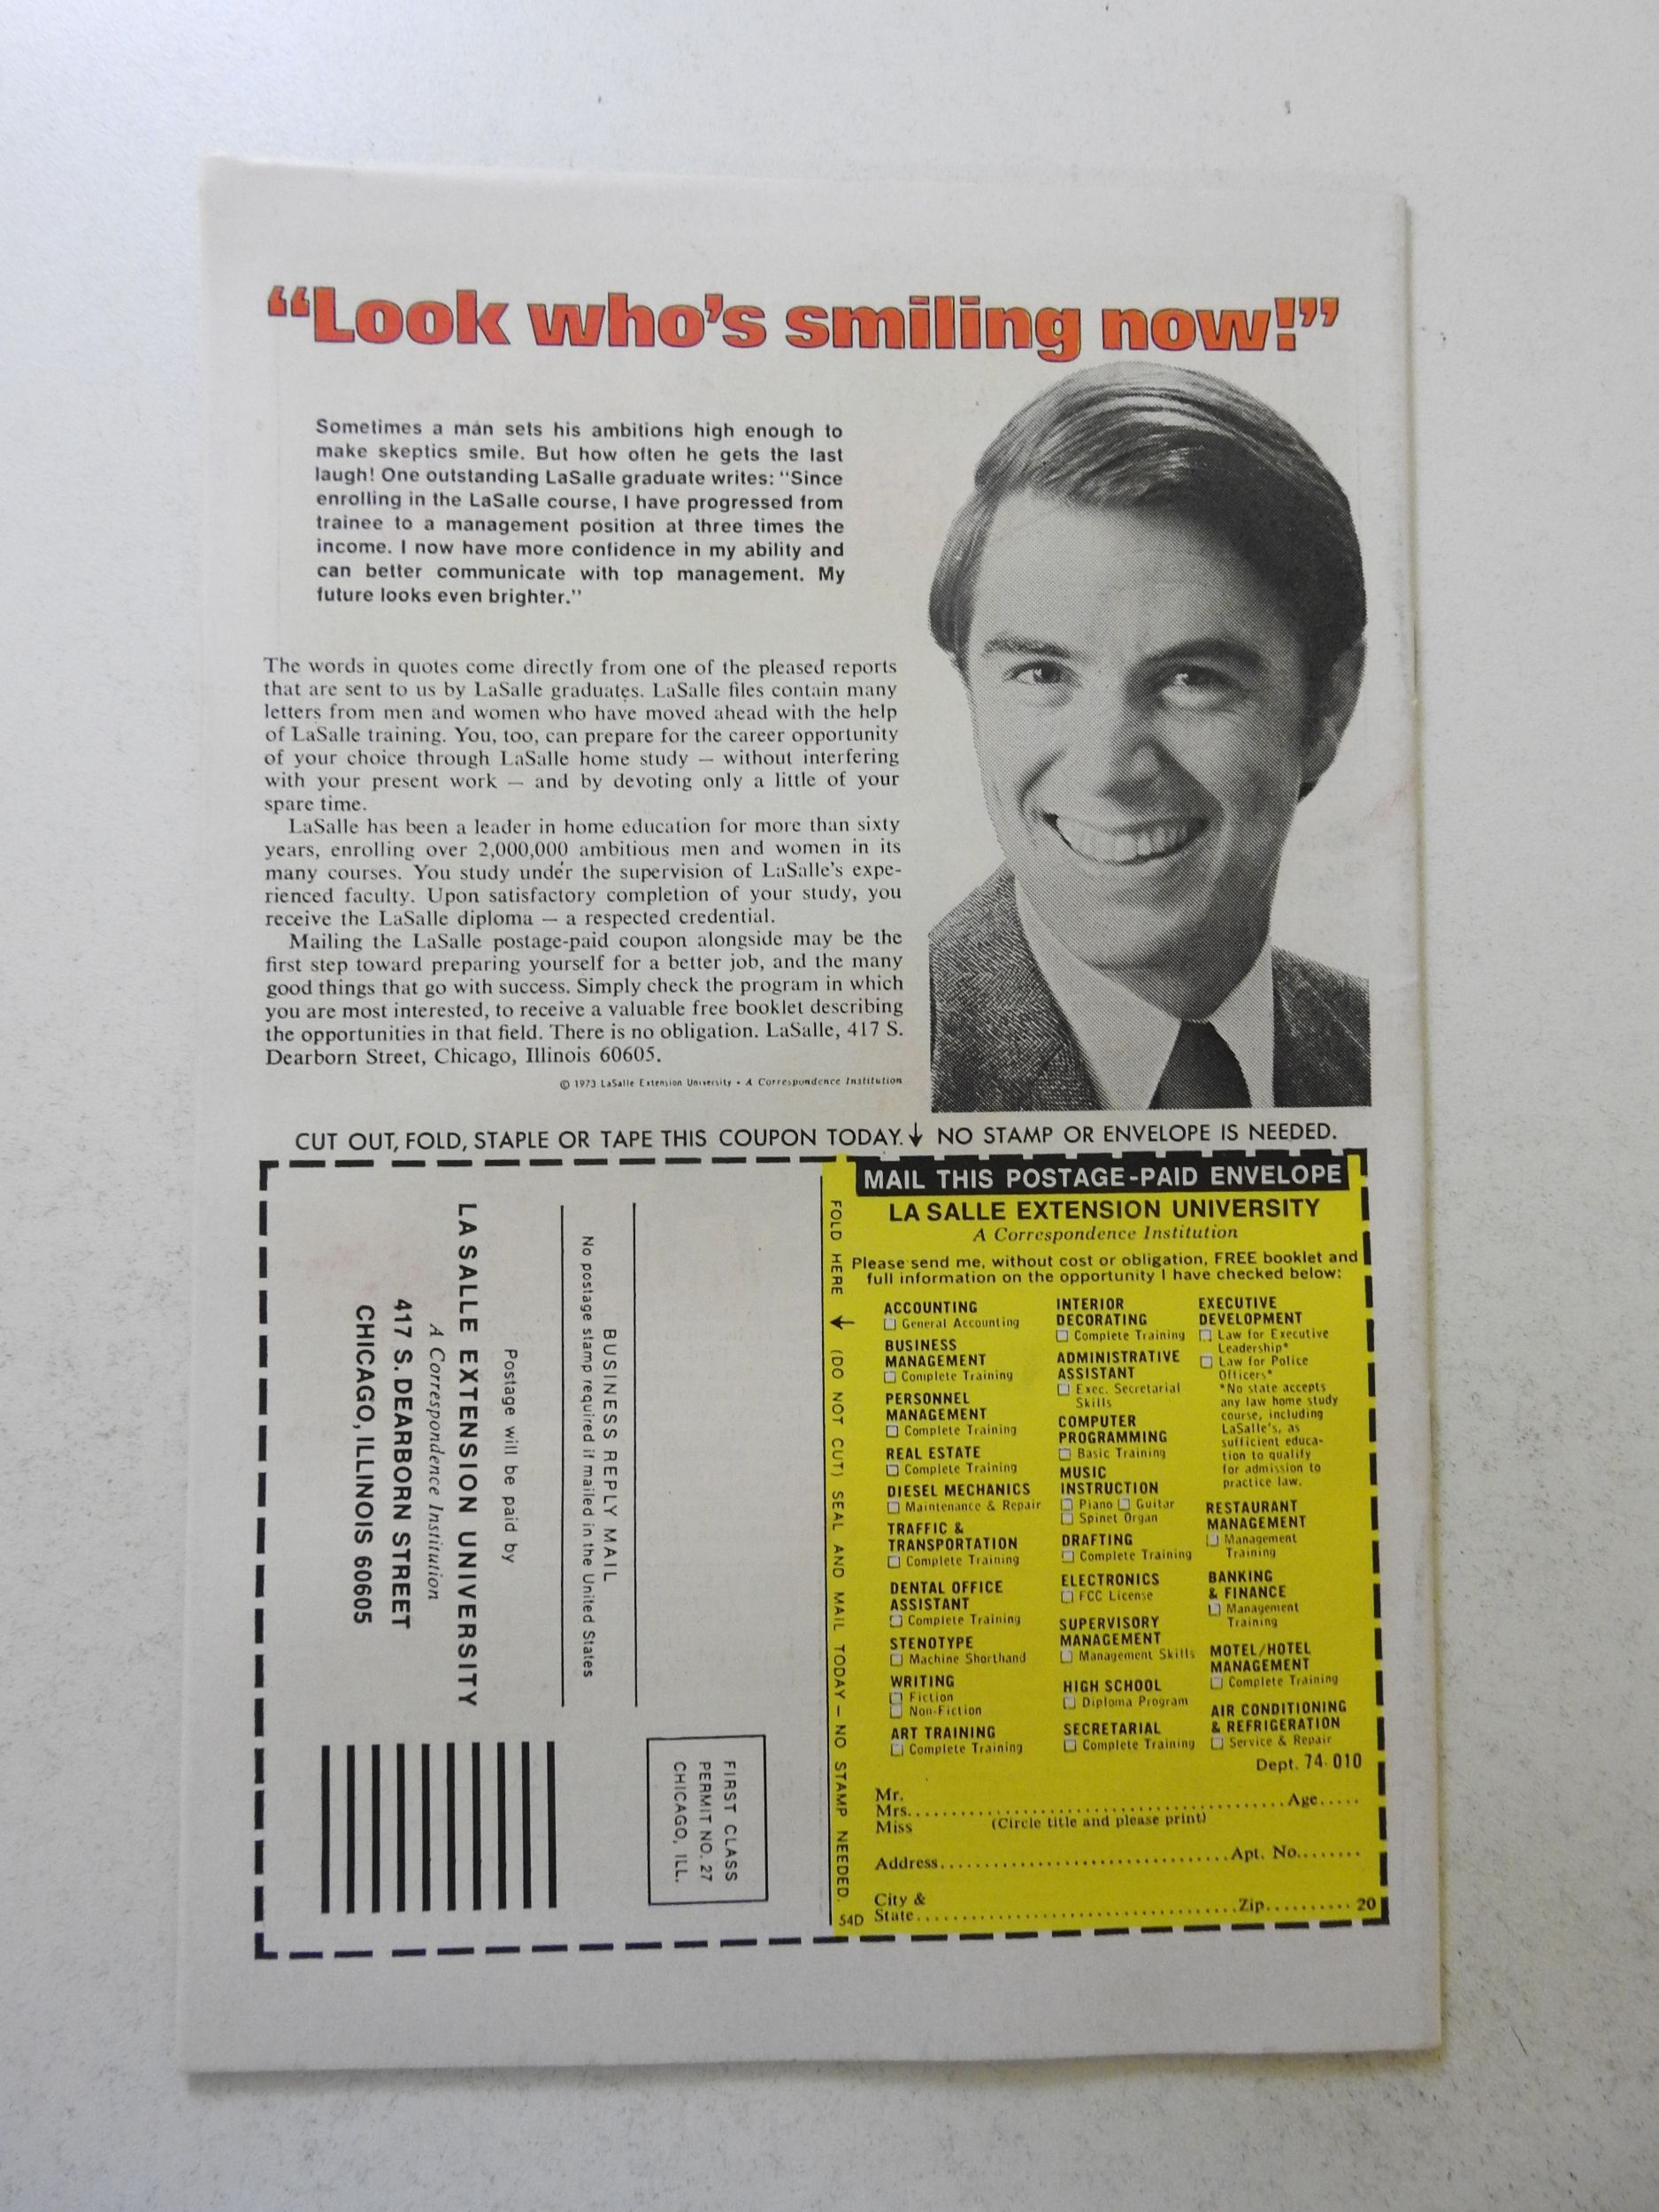 “Look who’s smiling now!”
Sometimes a man sets his ambitions high enough to
make skeptics smile. But how often he gets the last
laugh! One outstanding LaSalle graduate writes: “Since
enrolling in the LaSalle course, I have progressed from
trainee to a management position at three times the
income. I now have more confidence in my ability and
can better communicate with top management. My
future looks even brighter.”
The words in quotes come directly from one of the pleased reports
that are sent to us by LaSalle graduates. LaSalle files contain many
letters from men and women who have moved ahead with the help
of LaSalle training. You, too, can prepare for the career opportunity
of your choice through LaSalle home study — without interfering
with your present work — and by devoting only a little of your
spare time.
LaSalle has been a leader in home education for more than sixty
years, enrolling over 2,000,000 ambitious men and women in its
many courses. You study under the supervision of LaSalle’s expe-
rienced faculty. Upon satisfactory completion of your study, you
receive the LaSalle diploma — a respected credential.
Mailing the LaSalle postage-paid coupon alongside may be the
first step toward preparing yourself for a better job, and the many
good things that go with success. Simply check the program in which
you are most interested, to receive a valuable free booklet describing
the opportunities in that field. There is no obligation. LaSalle, 417 S.
Dearborn Street, Chicago, Illinois 60605.
© 1973 LaSalle Extension University • A Correspondence Institution
CUT OUT, FOLD, STAPLE OR TAPE THIS COUPON TODAY. ↓ NO STAMP OR ENVELOPE IS NEEDED.
FIRST CLASS
PERMIT NO. 27
CHICAGO, ILL.
BUSINESS REPLY MAIL
No postage stamp required if mailed in the United States
Postage will be paid by
LA SALLE EXTENSION UNIVERSITY
A Correspondence Institution
417 S. DEARBORN STREET
CHICAGO, ILLINOIS 60605
FOLD HERE ↓ (DO NOT CUT) SEAL AND MAIL TODAY — NO STAMP NEEDED.
54D
MAIL THIS POSTAGE-PAID ENVELOPE
LA SALLE EXTENSION UNIVERSITY
A Correspondence Institution
Please send me, without cost or obligation, FREE booklet and
full information on the opportunity I have checked below:
ACCOUNTING
☐ General Accounting
BUSINESS
MANAGEMENT
☐ Complete Training
PERSONNEL
MANAGEMENT
☐ Complete Training
REAL ESTATE
☐ Complete Training
DIESEL MECHANICS
☐ Maintenance & Repair
TRAFFIC &
TRANSPORTATION
☐ Complete Training
DENTAL OFFICE
ASSISTANT
☐ Complete Training
STENOTYPE
☐ Machine Shorthand
WRITING
☐ Fiction
☐ Non-Fiction
ART TRAINING
☐ Complete Training
INTERIOR
DECORATING
☐ Complete Training
ADMINISTRATIVE
ASSISTANT
☐ Exec. Secretarial
Skills
COMPUTER
PROGRAMMING
☐ Basic Training
MUSIC
INSTRUCTION
☐ Piano ☐ Guitar
☐ Spinet Organ
DRAFTING
☐ Complete Training
ELECTRONICS
☐ FCC License
SUPERVISORY
MANAGEMENT
☐ Management Skills
HIGH SCHOOL
☐ Diploma Program
SECRETARIAL
☐ Complete Training
EXECUTIVE
DEVELOPMENT
☐ Law for Executive
Leadership*
☐ Law for Police
Officers*
*No state accepts
any law home study
course, including
LaSalle's, as
sufficient educa-
tion to qualify
for admission to
practice law.
RESTAURANT
MANAGEMENT
☐ Management
Training
BANKING
& FINANCE
☐ Management
Training
MOTEL/HOTEL
MANAGEMENT
☐ Complete Training
AIR CONDITIONING
& REFRIGERATION
☐ Service & Repair
Dept. 74-010
Mr.
Mrs. Age
Miss (Circle title and please print)
Address Apt. No.
City &
State Zip 20